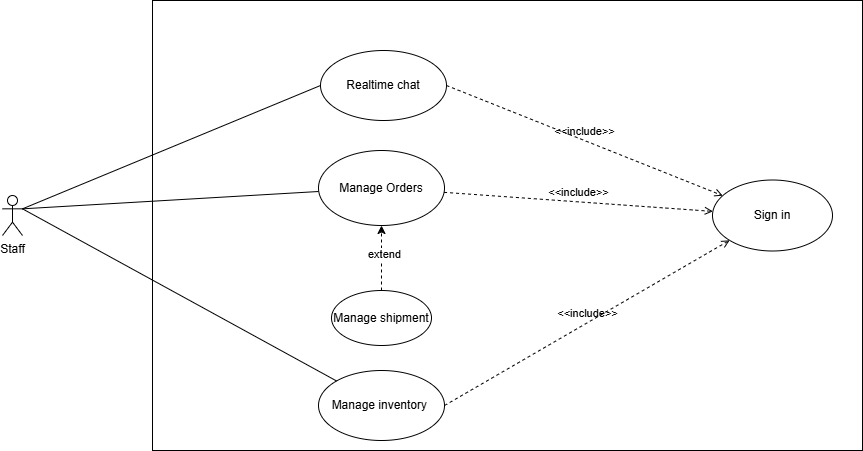 Realtime chat
<<include>>
Manage Orders
<<include>>
Sign in
Staff
extend
Manage shipment
<<include>>
Manage inventory